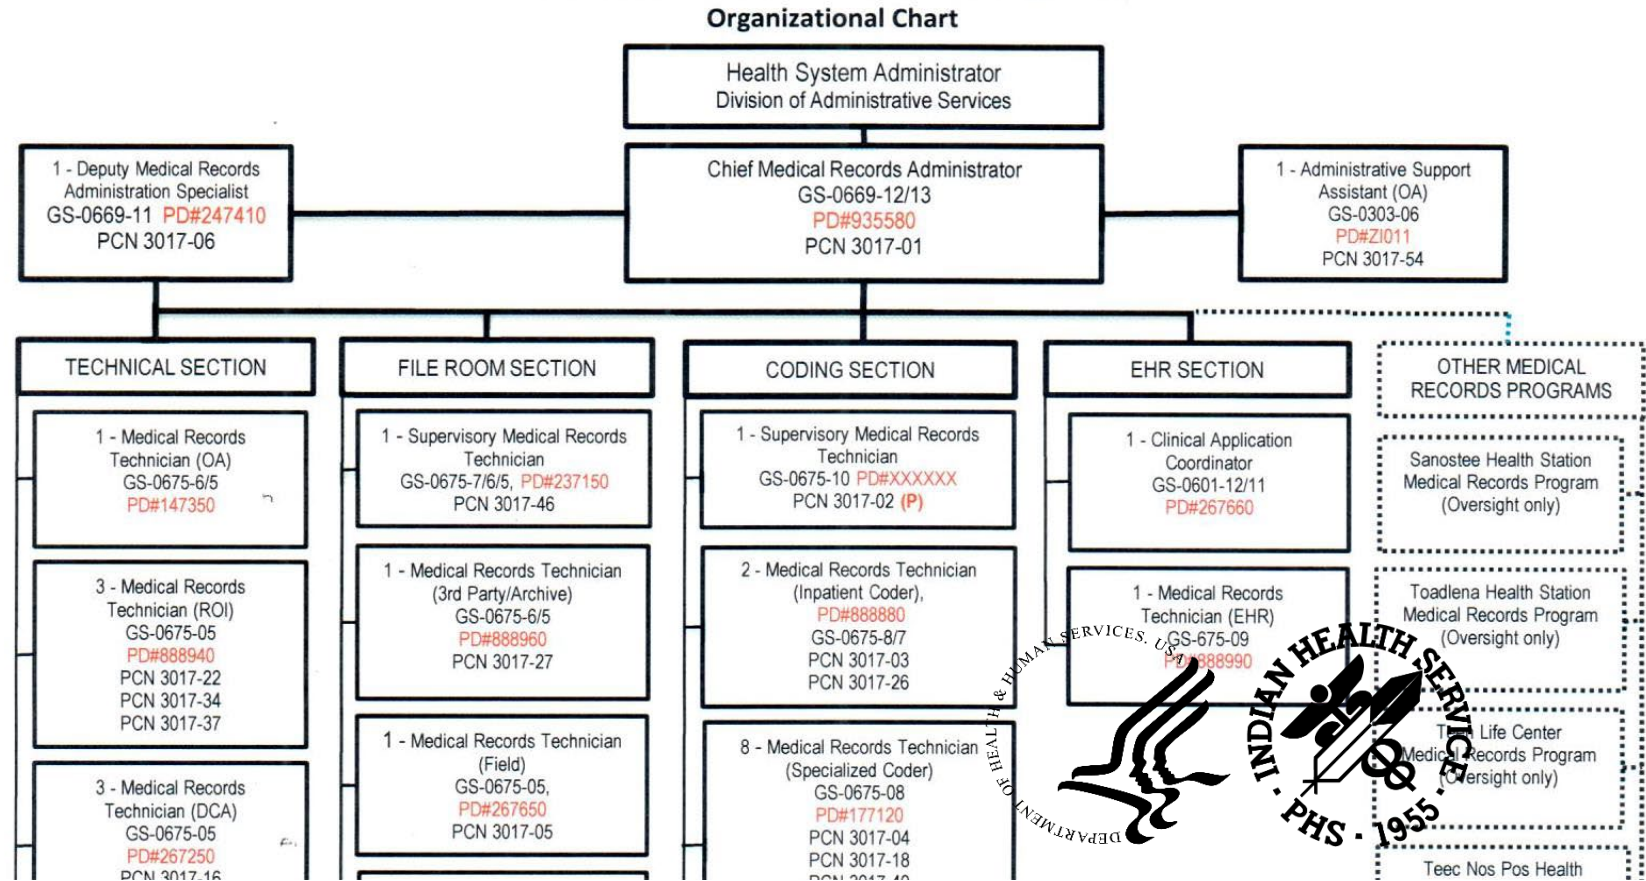 Organizational Chart
Health System Administrator
Division of Administrative Services
1 - Deputy Medical Records
Administration Specialist
GS-0669-11 PD#247410
PCN 3017-06
Chief Medical Records Administrator
GS-0669-12/13
PD#935580
PCN 3017-01
1 - Administrative Support
Assistant (OA)
GS-0303-06
PD#ZI011
PCN 3017-54
TECHNICAL SECTION
1 - Medical Records
Technician (OA)
GS-0675-6/5
PD#147350
3 - Medical Records
Technician (ROI)
GS-0675-05
PD#888940
PCN 3017-22
PCN 3017-34
PCN 3017-37
3 - Medical Records
Technician (DCA)
GS-0675-05
PD#267250
PCN 3017-16
FILE ROOM SECTION
1 - Supervisory Medical Records
Technician
GS-0675-7/6/5, PD#237150
PCN 3017-46
1 - Medical Records Technician
(3rd Party/Archive)
GS-0675-6/5
PD#888960
PCN 3017-27
1 - Medical Records Technician
(Field)
GS-0675-05,
PD#267650
PCN 3017-05
CODING SECTION
1 - Supervisory Medical Records
Technician
GS-0675-10 PD#XXXXXX
PCN 3017-02 (P)
2 - Medical Records Technician
(Inpatient Coder),
PD#888880
GS-0675-8/7
PCN 3017-03
PCN 3017-26
8 - Medical Records Technician
(Specialized Coder)
GS-0675-08
PD#177120
PCN 3017-04
PCN 3017-18
EHR SECTION
1 - Clinical Application
Coordinator
GS-0601-12/11
PD#267660
1 - Medical Records
Technician (EHR)
GS-675-09
PD#888990
OTHER MEDICAL
RECORDS PROGRAMS
Sanostee Health Station
Medical Records Program
(Oversight only)
Toadlena Health Station
Medical Records Program
(Oversight only)
Teen Life Center
Medical Records Program
(Oversight only)
Teec Nos Pos Health
DEPARTMENT OF HEALTH & HUMAN SERVICES. USA
INDIAN HEALTH SERVICE
PHS - 1955